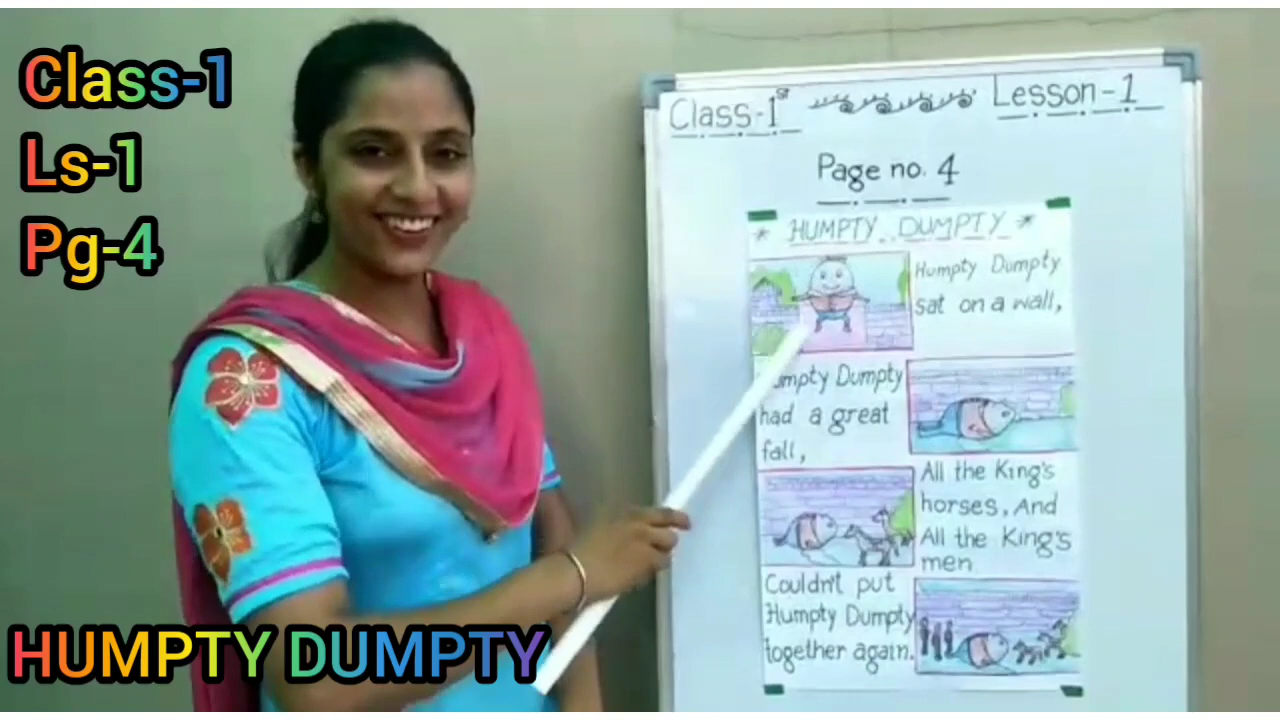 Class-1
Ls-1
Pg-4
HUMPTY DUMPTY
Class-1st
Lesson-1
Page no. 4
* HUMPTY DUMPTY *
Humpty Dumpty
sat on a wall,
umpty Dumpty
had a great
fall,
All the King's
horses, And
All the King's
men
Couldn't put
Humpty Dumpty
together again.